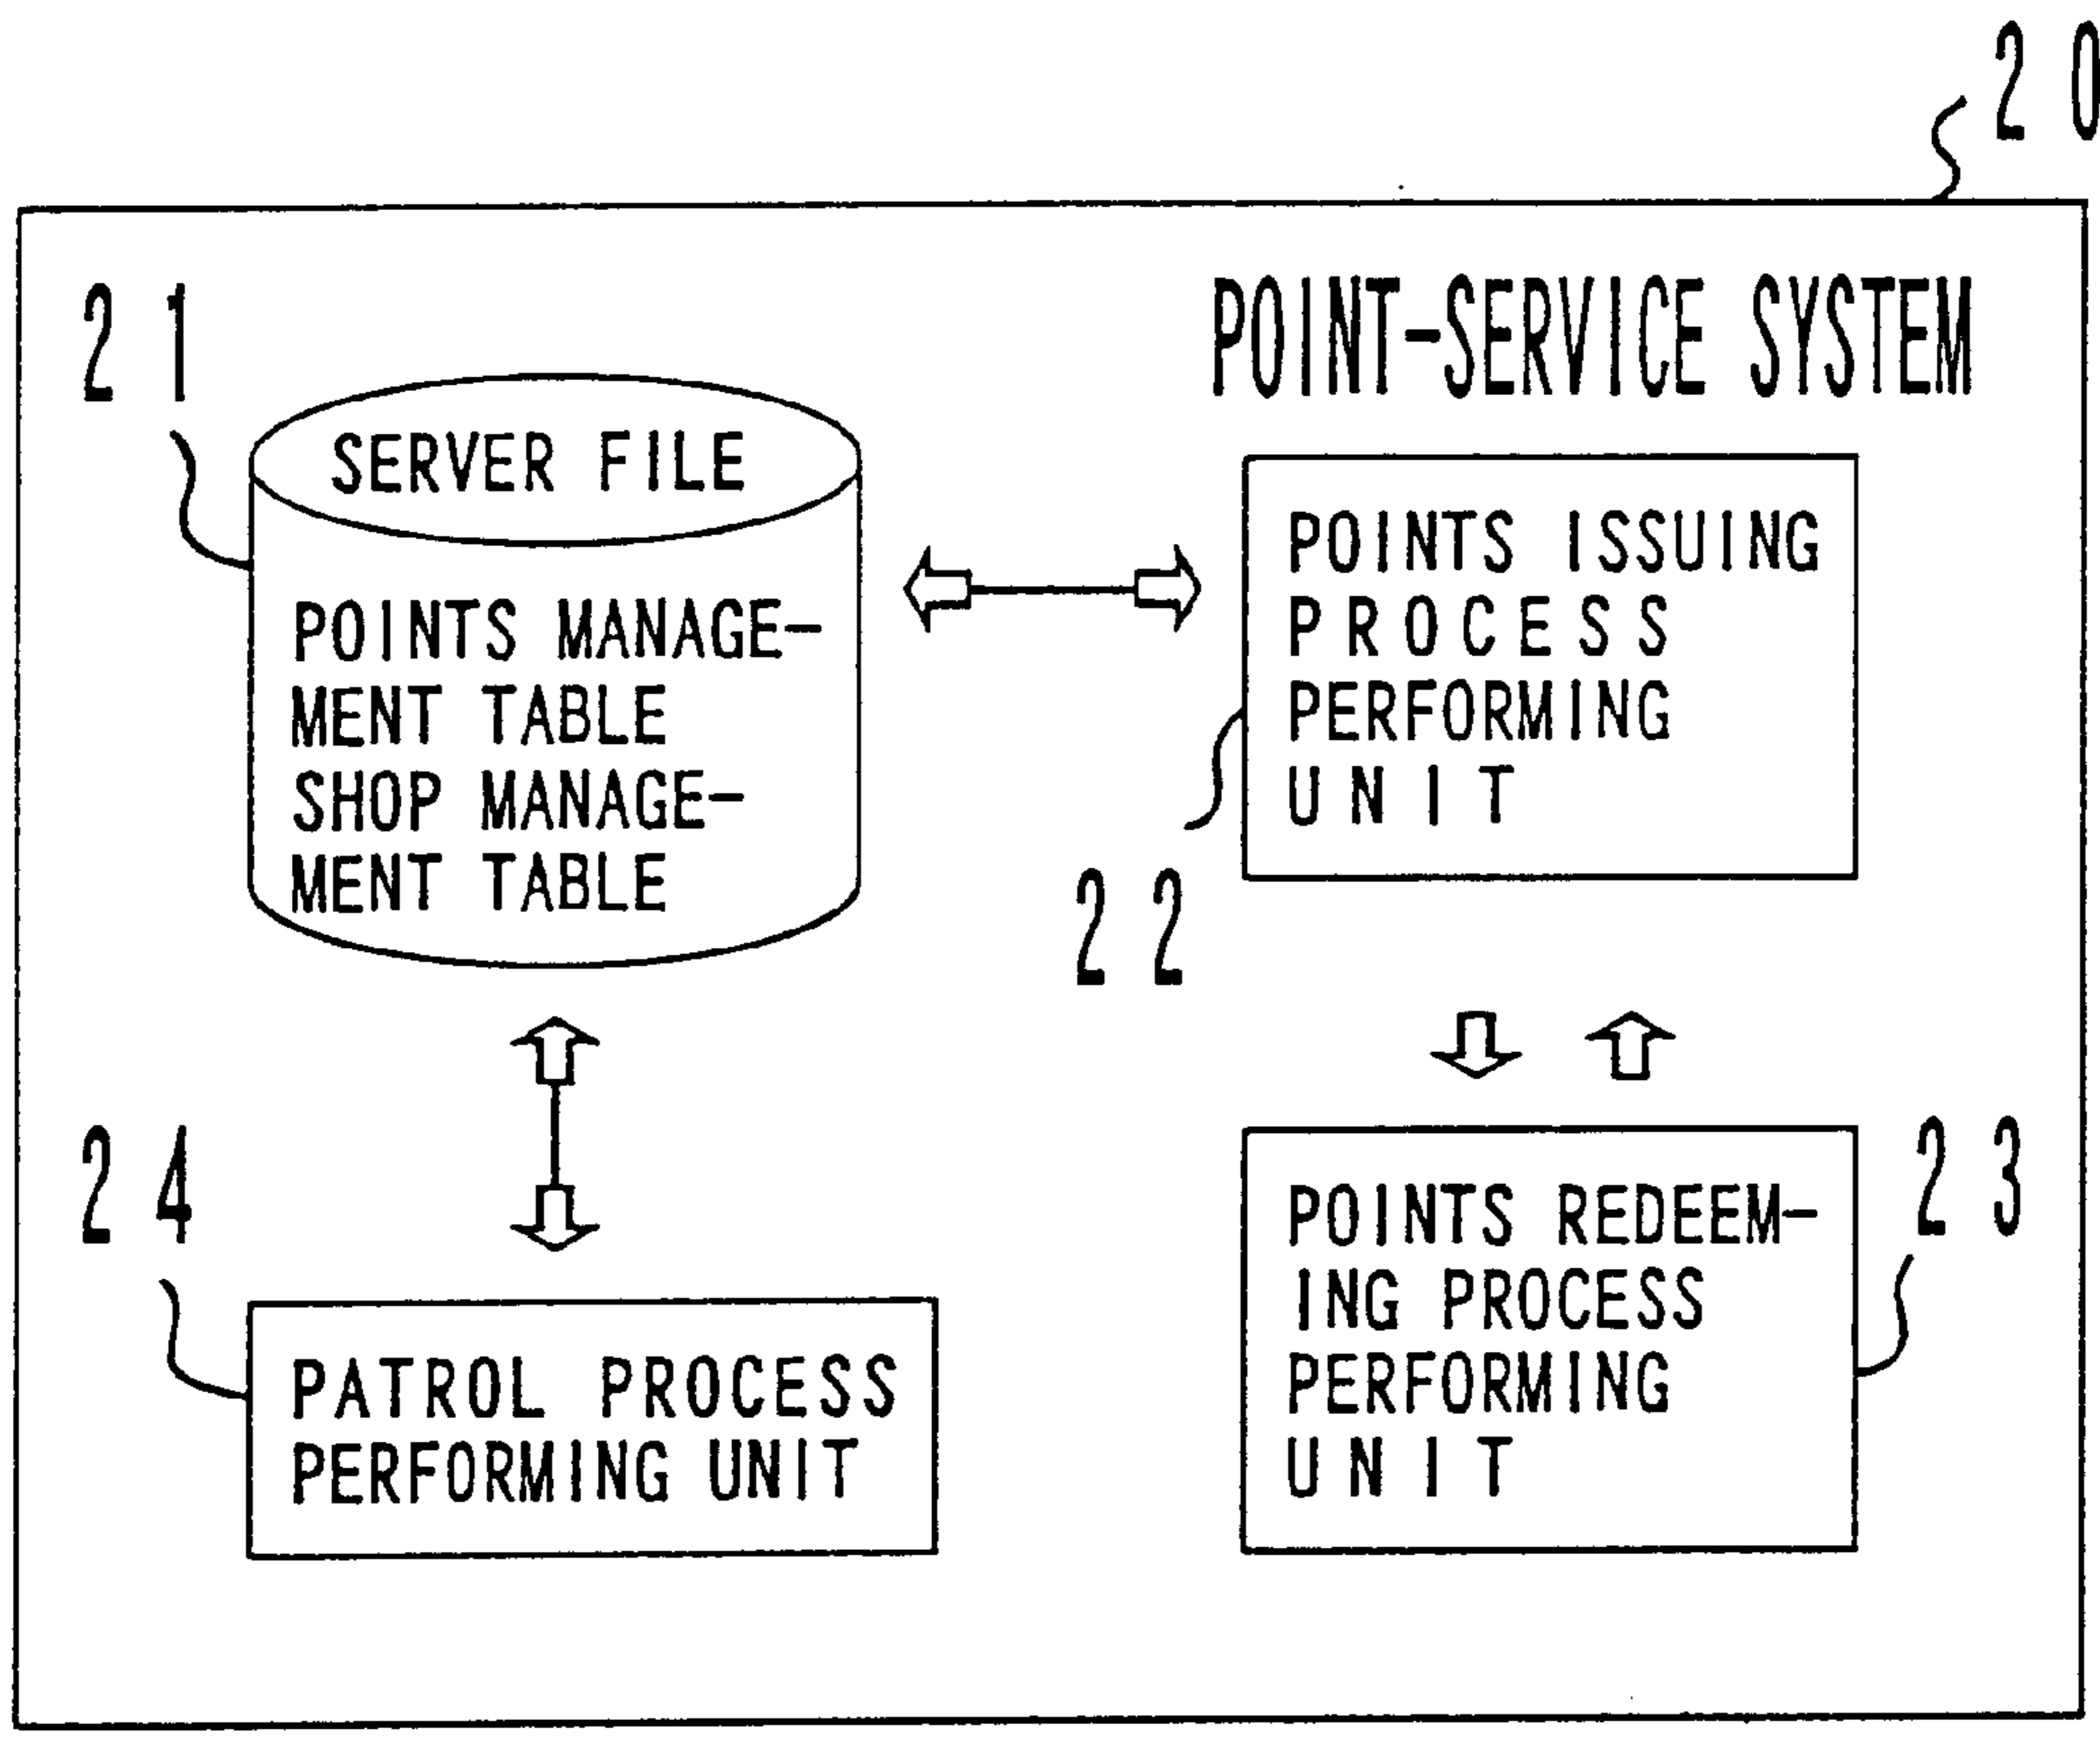 20
21
POINT-SERVICE SYSTEM
SERVER FILE
POINTS MANAGE-
MENT TABLE
SHOP MANAGE-
MENT TABLE
POINTS ISSUING
PROCESS
PERFORMING
UNIT
22
24
PATROL PROCESS
PERFORMING UNIT
23
POINTS REDEEM-
ING PROCESS
PERFORMING
UNIT